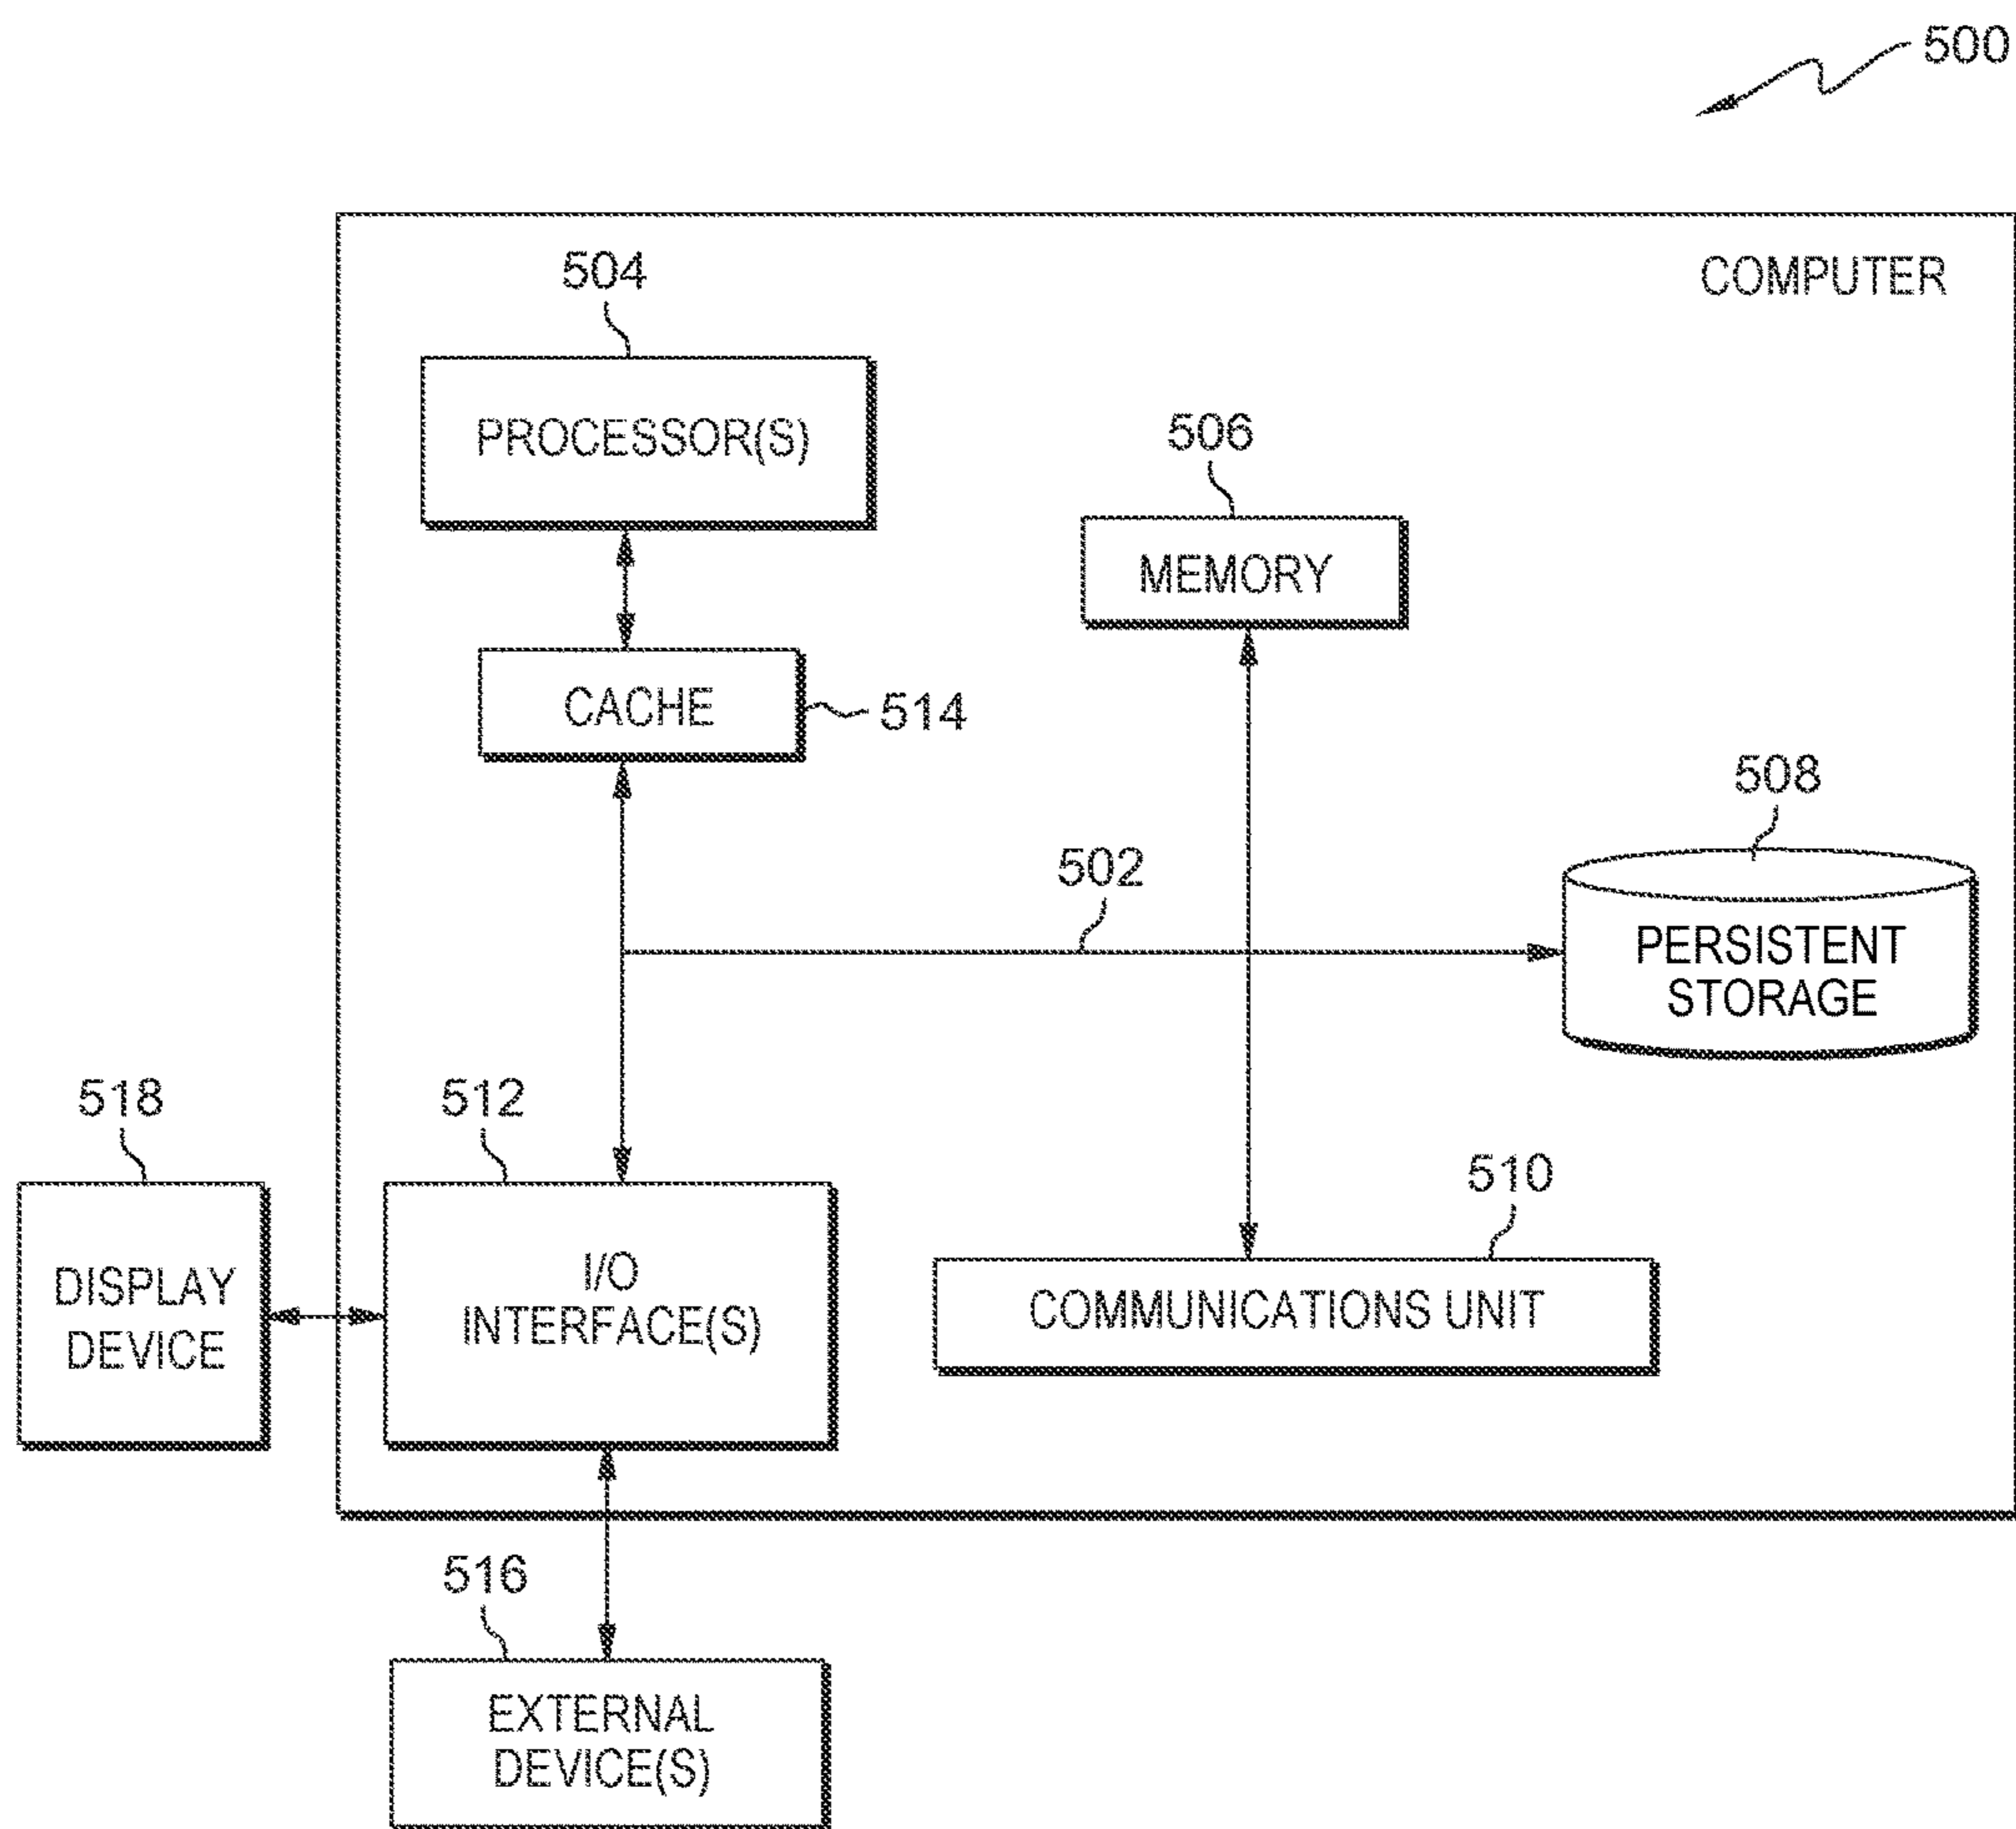 500
COMPUTER
504
PROCESSOR(S)
506
MEMORY
CACHE
514
508
502
PERSISTENT
STORAGE
518
512
510
DISPLAY
DEVICE
I/O
INTERFACE(S)
COMMUNICATIONS UNIT
516
EXTERNAL
DEVICE(S)